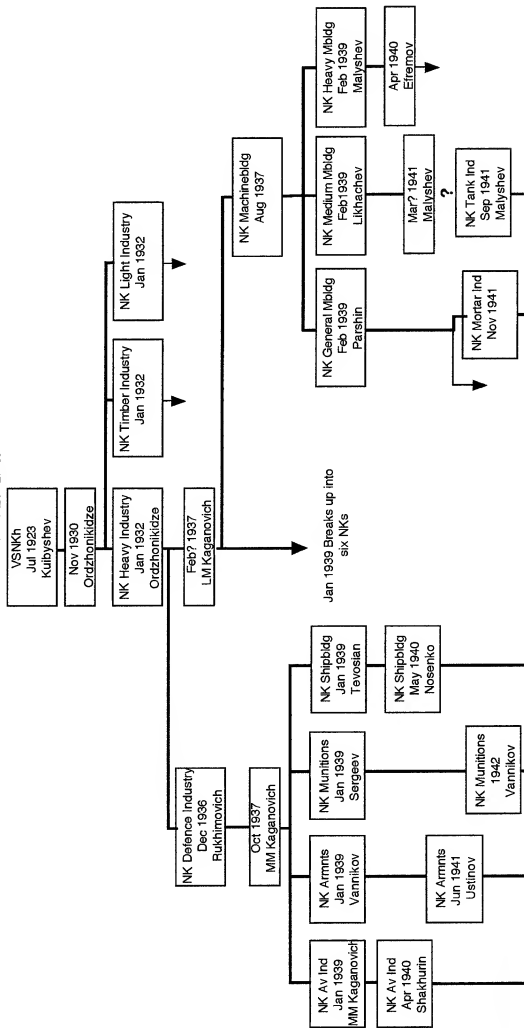 VSNKh
Jul 1923
Kuibyshev
Nov 1930
Ordzhonikidze
NK Heavy Industry
Jan 1932
Ordzhonikidze
NK Timber Industry
Jan 1932
NK Light Industry
Jan 1932
Feb? 1937
LM Kaganovich
NK Defence Industry
Dec 1936
Rukhimovich
Oct 1937
MM Kaganovich
Jan 1939 Breaks up into
six NKs
NK Machinebldg
Aug 1937
NK Av Ind
Jan 1939
MM Kaganovich
NK Armnts
Jan 1939
Vannikov
NK Munitions
Jan 1939
Sergeev
NK Shipbldg
Jan 1939
Tevosian
NK General Mbldg
Feb 1939
Parshin
NK Medium Mbldg
Feb1939
Likhachev
NK Heavy Mbldg
Feb 1939
Malyshev
NK Av Ind
Apr 1940
Shakhurin
NK Shipbldg
May 1940
Nosenko
Mar? 1941
Malyshev
Apr 1940
Efremov
?
NK Armnts
Jun 1941
Ustinov
NK Munitions
1942
Vannikov
NK Mortar Ind
Nov 1941
NK Tank Ind
Sep 1941
Malyshev